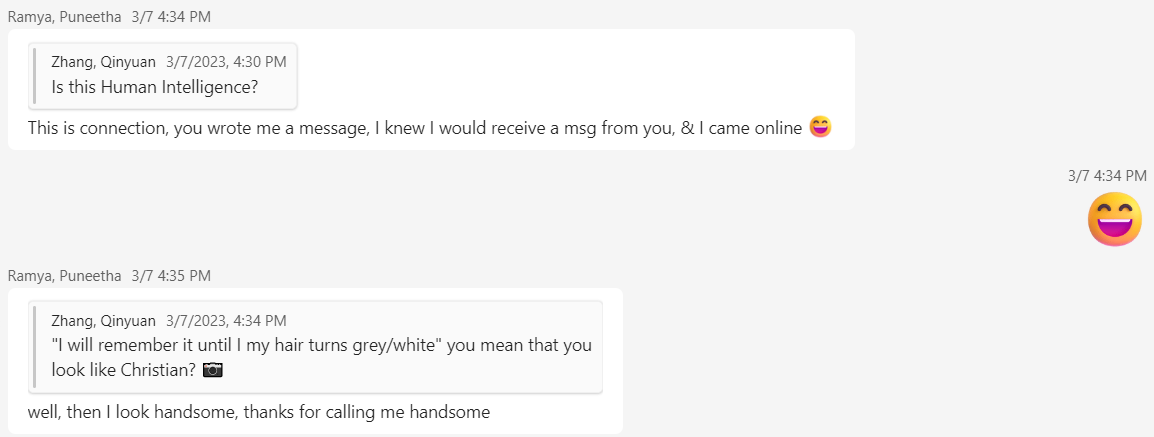 Ramya, Puneetha 3/7 4:34 PM
Zhang, Qinyuan 3/7/2023, 4:30 PM
Is this Human Intelligence?
This is connection, you wrote me a message, I knew I would receive a msg from you, & I came online 😄
3/7 4:34 PM
😄
Ramya, Puneetha 3/7 4:35 PM
Zhang, Qinyuan 3/7/2023, 4:34 PM
"I will remember it until I my hair turns grey/white" you mean that you
look like Christian? 📷
well, then I look handsome, thanks for calling me handsome